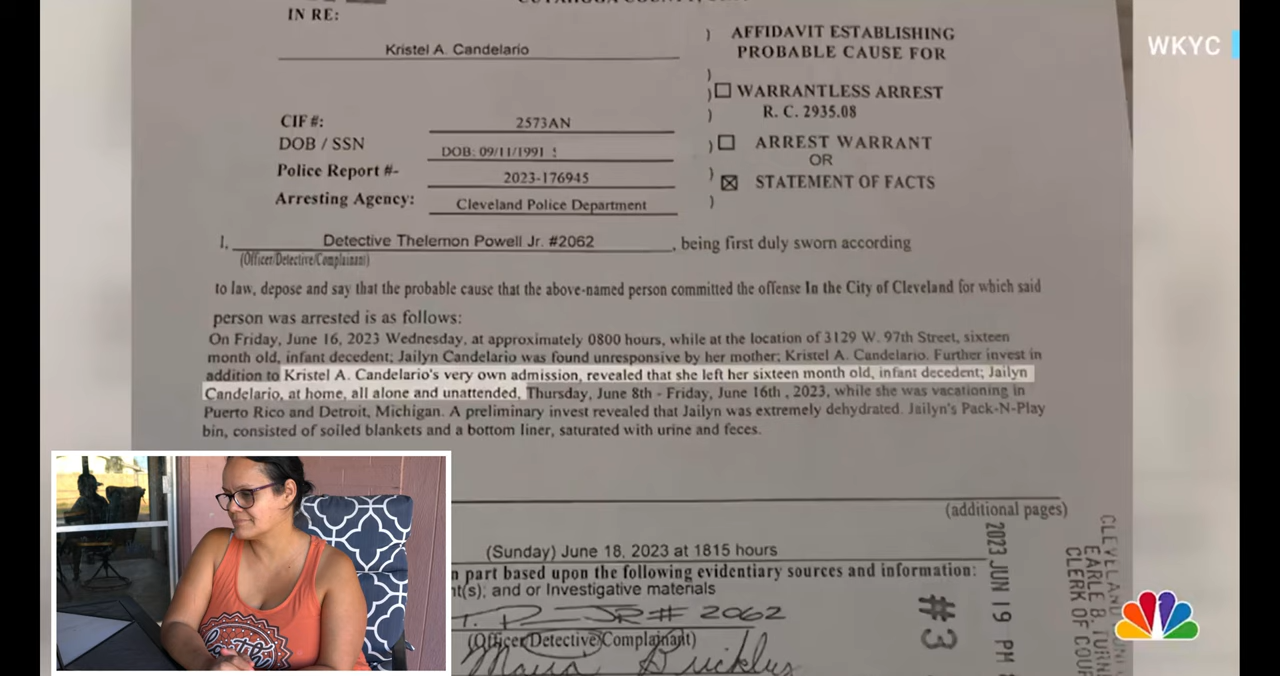 IN RE:
Kristel A. Candelario
AFFIDAVIT ESTABLISHING
PROBABLE CAUSE FOR
WKYC
WARRANTLESS ARREST
R. C. 2935.08
CIF #:
2573AN
ARREST WARRANT
DOB / SSN
DOB: 09/11/1991
OR
Police Report #-
2023-176945
STATEMENT OF FACTS
Arresting Agency:
Cleveland Police Department
I, Detective Thelemon Powell Jr. #2062, being first duly sworn according
(Officer/Detective/Complainant)
to law, depose and say that the probable cause that the above-named person committed the offense In the City of Cleveland for which said
person was arrested is as follows:
On Friday, June 16, 2023 Wednesday, at approximately 0800 hours, while at the location of 3129 W. 97th Street, sixteen
month old, infant decedent; Jailyn Candelario was found unresponsive by her mother; Kristel A. Candelario. Further invest in
addition to Kristel A. Candelario's very own admission, revealed that she left her sixteen month old, infant decedent; Jailyn
Candelario, at home, all alone and unattended, Thursday, June 8th - Friday, June 16th , 2023, while she was vacationing in
Puerto Rico and Detroit, Michigan. A preliminary invest revealed that Jailyn was extremely dehydrated. Jailyn's Pack-N-Play
bin, consisted of soiled blankets and a bottom liner, saturated with urine and feces.
(additional pages)
(Sunday) June 18, 2023 at 1815 hours
n part based upon the following evidentiary sources and information:
nt(s); and or Investigative materials
2062
(Officer/Detective/Complainant)
#3
2023 JUN 19 PM
EARLE B. TURN
CLERK OF COU